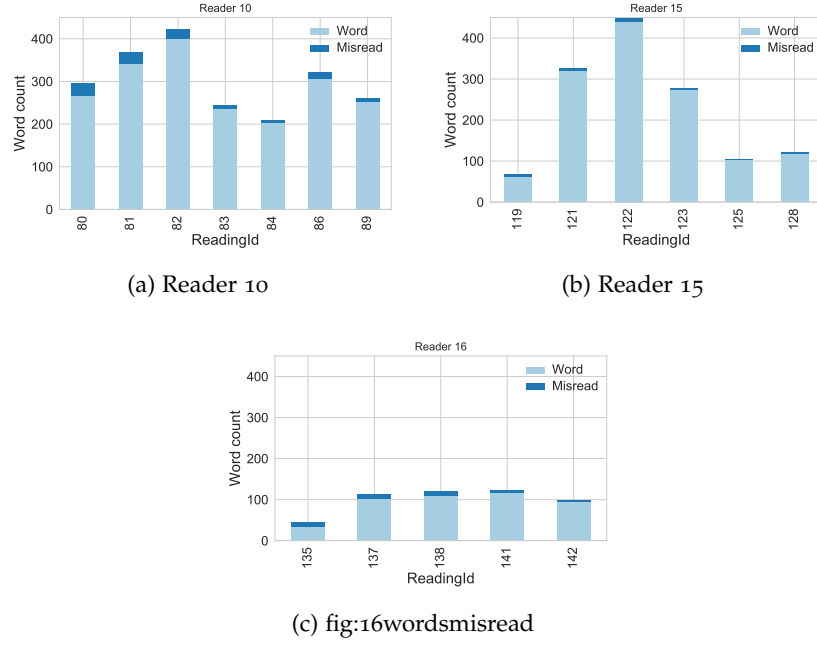 Reader 10
Word
Misread
Word count
400
300
200
100
0
80
81
82
83
84
86
89
ReadingId
(a) Reader 10
Reader 15
Word
Misread
Word count
400
300
200
100
0
119
121
122
123
125
128
ReadingId
(b) Reader 15
Reader 16
Word
Misread
Word count
400
300
200
100
0
135
137
138
141
142
ReadingId
(c) fig:16wordsmisread